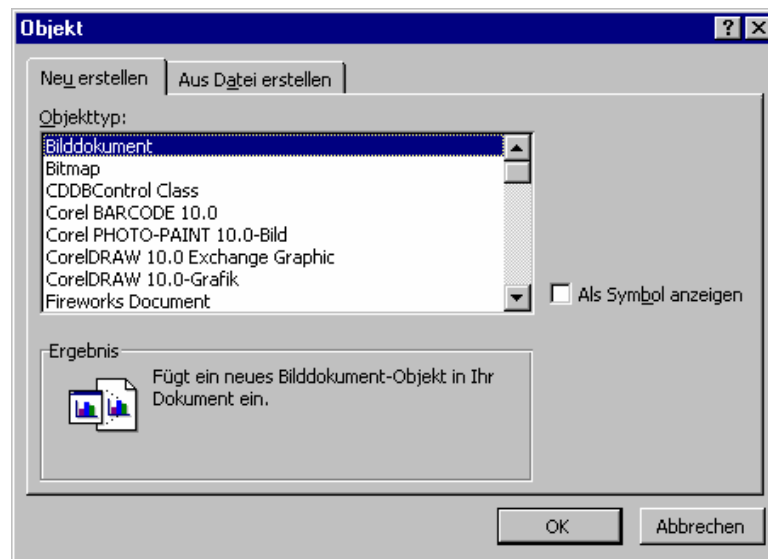 Objekt
Neu erstellen
Aus Datei erstellen
Objekttyp:
Bilddokument
Bitmap
CDDBControl Class
Corel BARCODE 10.0
Corel PHOTO-PAINT 10.0-Bild
CorelDRAW 10.0 Exchange Graphic
CorelDRAW 10.0-Grafik
Fireworks Document
Als Symbol anzeigen
Ergebnis
Fügt ein neues Bilddokument-Objekt in Ihr
Dokument ein.
OK
Abbrechen